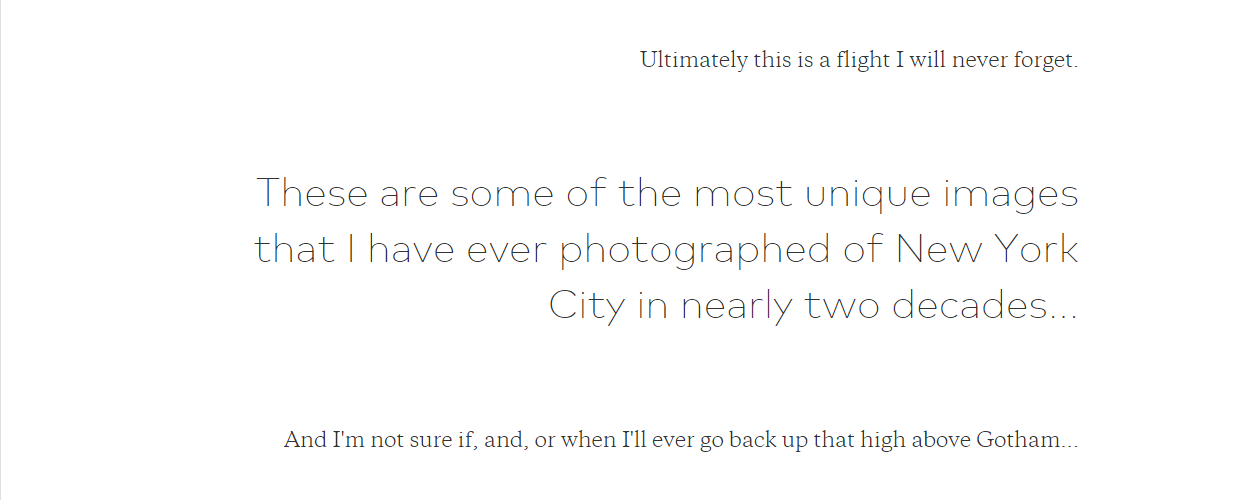 Ultimately this is a flight I will never forget.
These are some of the most unique images
that I have ever photographed of New York
City in nearly two decades...
And I'm not sure if, and, or when I'll ever go back up that high above Gotham...